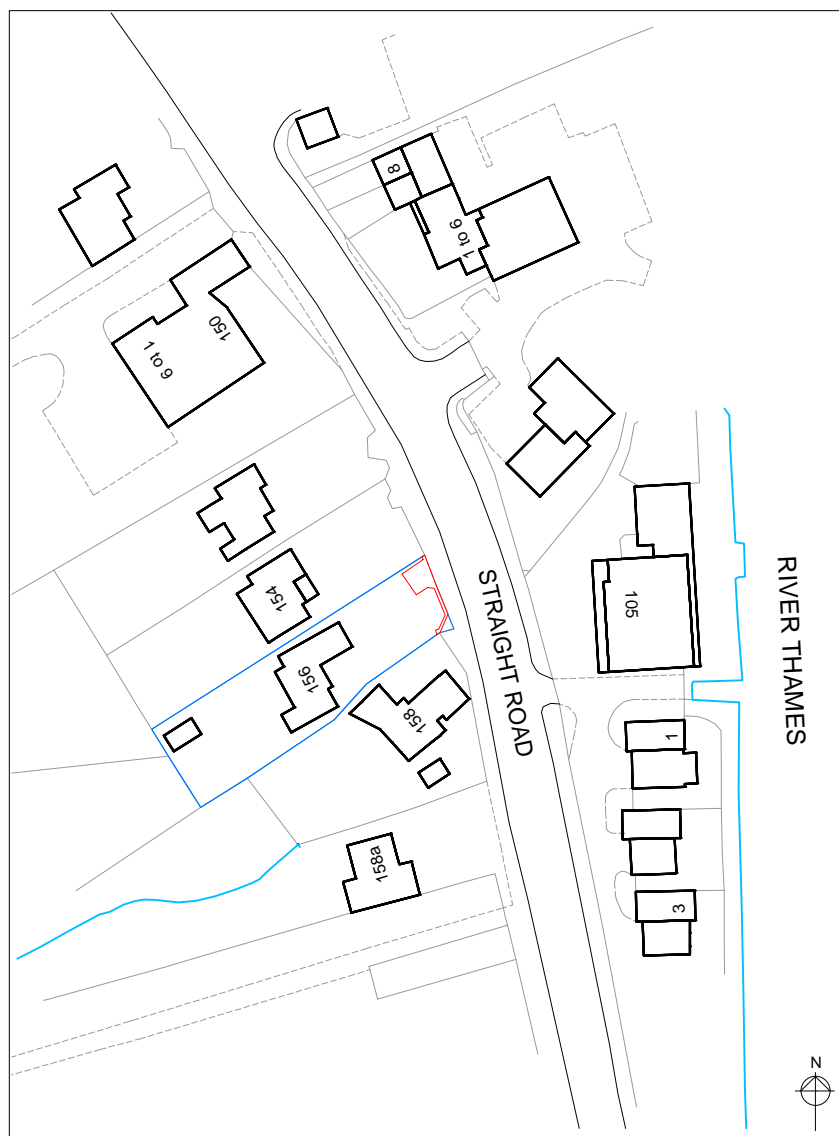 8
1 to 6
150
1 to 6
STRAIGHT ROAD
RIVER THAMES
105
154
156
158
1
158a
3
N